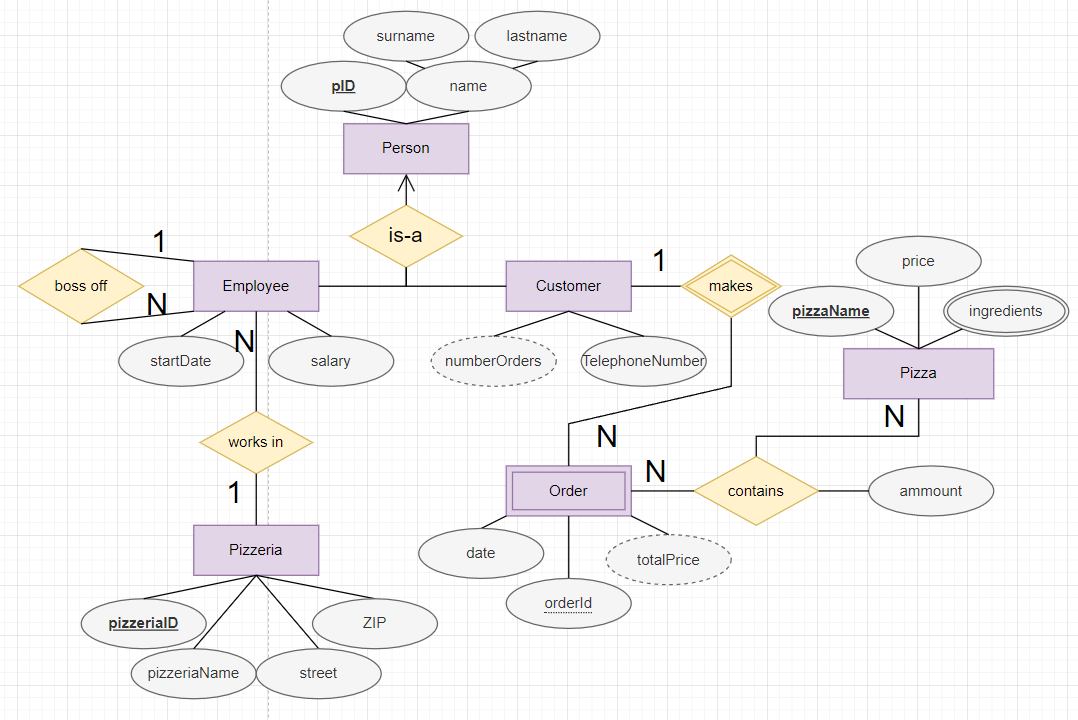 surname
lastname
pID
name
Person
is-a
1
boss off
N
Employee
Customer
1
makes
price
pizzaName
ingredients
Pizza
startDate
N
salary
numberOrders
TelephoneNumber
N
works in
N
N
1
Order
contains
ammount
Pizzeria
date
totalPrice
orderId
pizzeriaID
ZIP
pizzeriaName
street